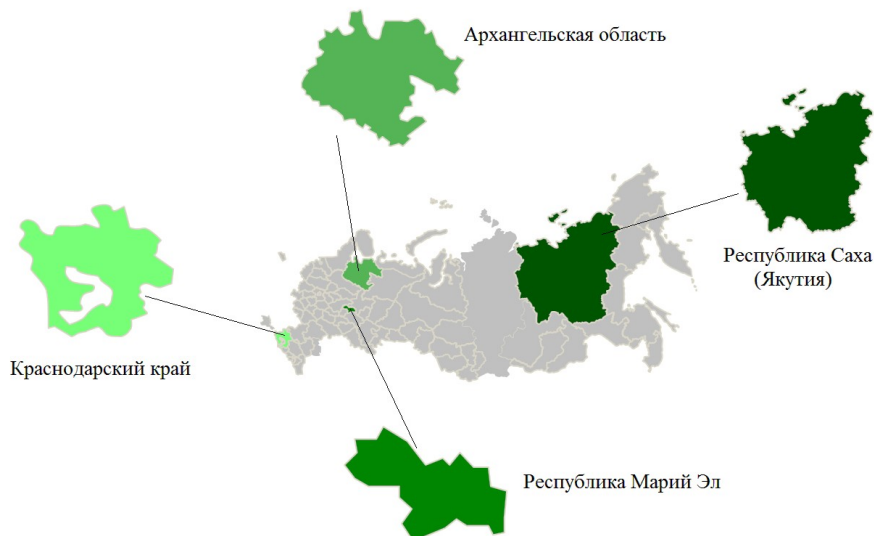 Архангельская область
Республика Саха
(Якутия)
Краснодарский край
Республика Марий Эл